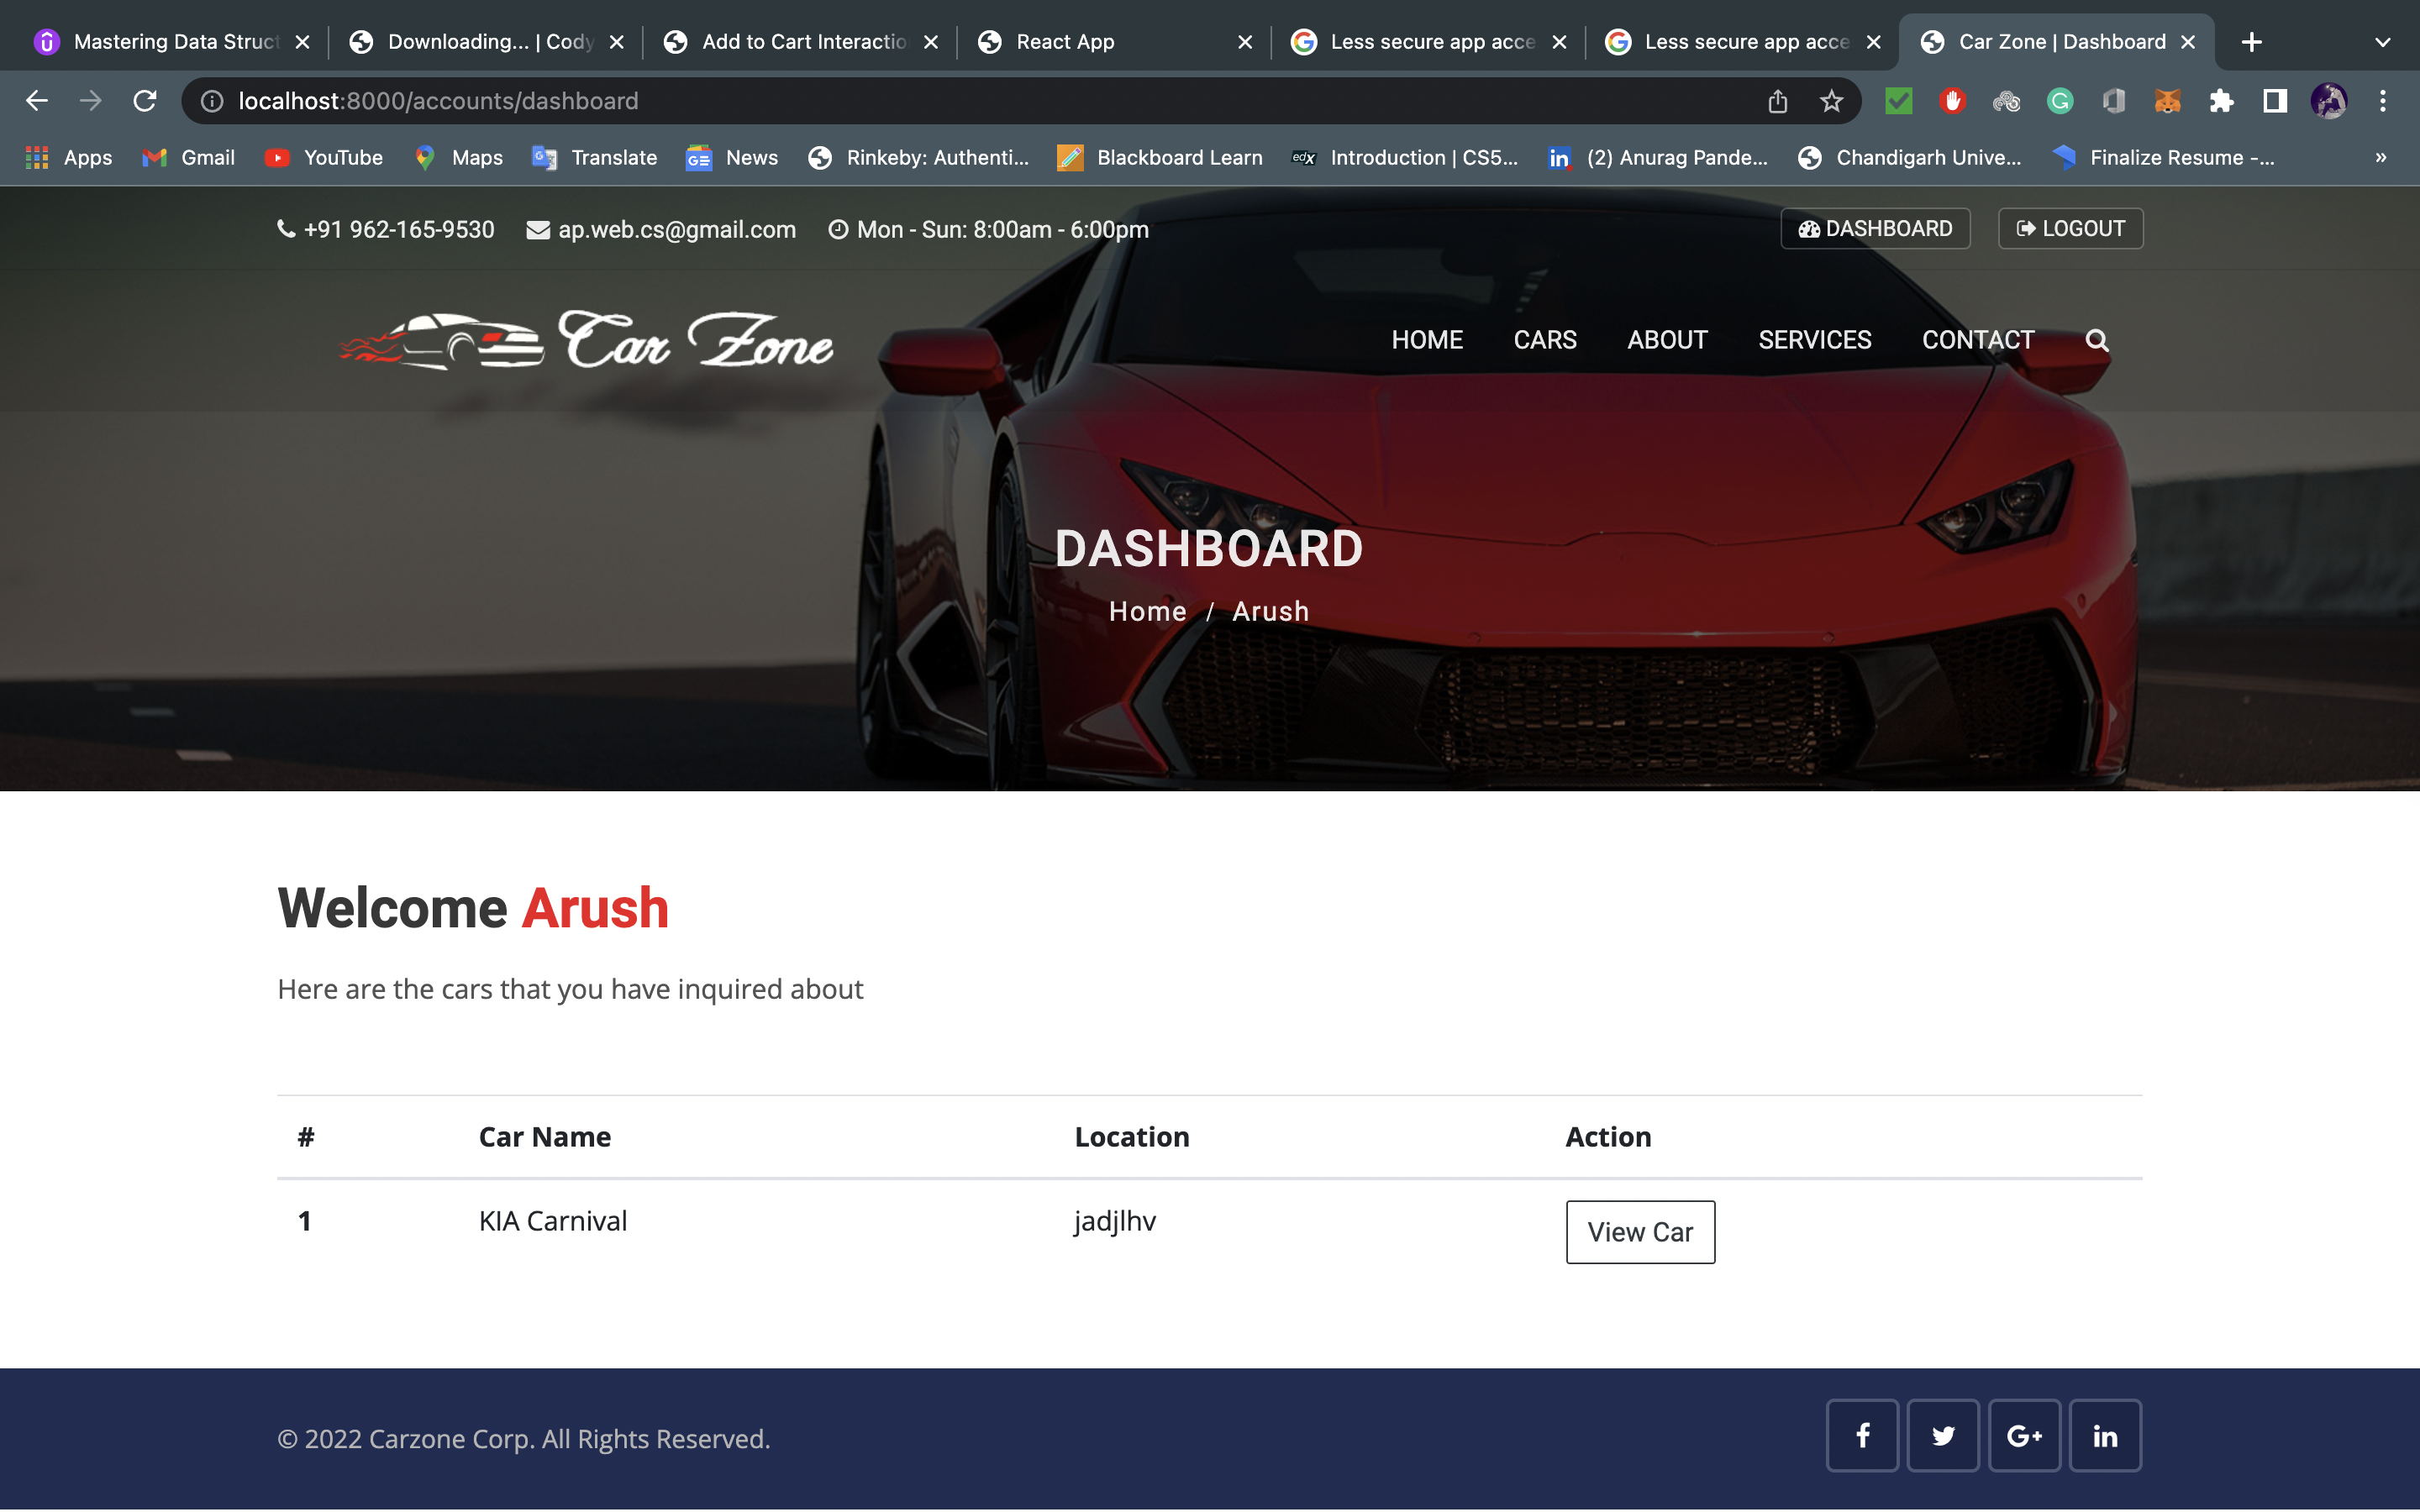 Mastering Data Struct
Downloading... | Cody
Add to Cart Interactio
React App
Less secure app acce
Less secure app acce
Car Zone | Dashboard
localhost:8000/accounts/dashboard
Apps
Gmail
YouTube
Maps
Translate
News
Rinkeby: Authenti...
Blackboard Learn
edX
Introduction | CS5...
(2) Anurag Pande...
Chandigarh Unive...
Finalize Resume -...
»
+91 962-165-9530
ap.web.cs@gmail.com
Mon - Sun: 8:00am - 6:00pm
DASHBOARD
LOGOUT
Car Zone
HOME
CARS
ABOUT
SERVICES
CONTACT
DASHBOARD
Home / Arush
Welcome Arush
Here are the cars that you have inquired about
# Car Name Location Action
1 KIA Carnival jadjlhv View Car
© 2022 Carzone Corp. All Rights Reserved.